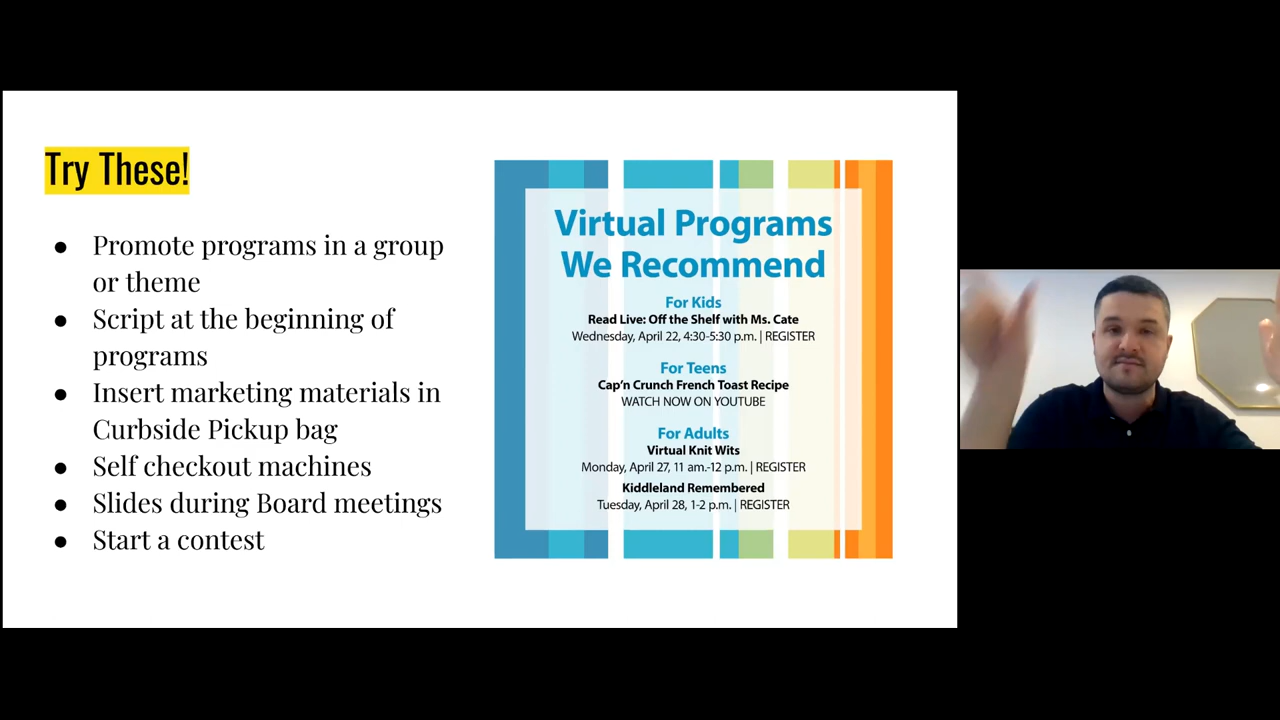 Try These!
● Promote programs in a group
or theme
● Script at the beginning of
programs
● Insert marketing materials in
Curbside Pickup bag
● Self checkout machines
● Slides during Board meetings
● Start a contest
Virtual Programs
We Recommend
For Kids
Read Live: Off the Shelf with Ms. Cate
Wednesday, April 22, 4:30-5:30 p.m. | REGISTER
For Teens
Cap'n Crunch French Toast Recipe
WATCH NOW ON YOUTUBE
For Adults
Virtual Knit Wits
Monday, April 27, 11 am.-12 p.m. | REGISTER
Kiddleland Remembered
Tuesday, April 28, 1-2 p.m. | REGISTER